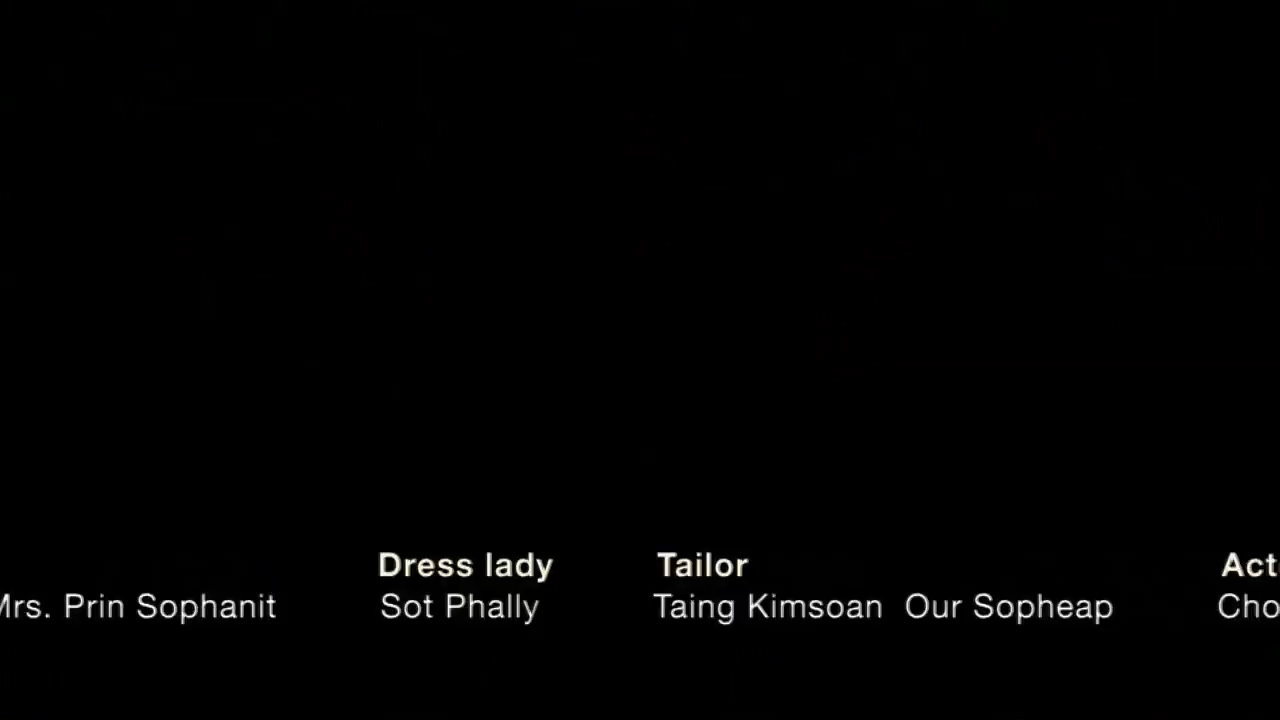 Dress lady Tailor
Mrs. Prin Sophanit Sot Phally Taing Kimsoan Our Sopheap